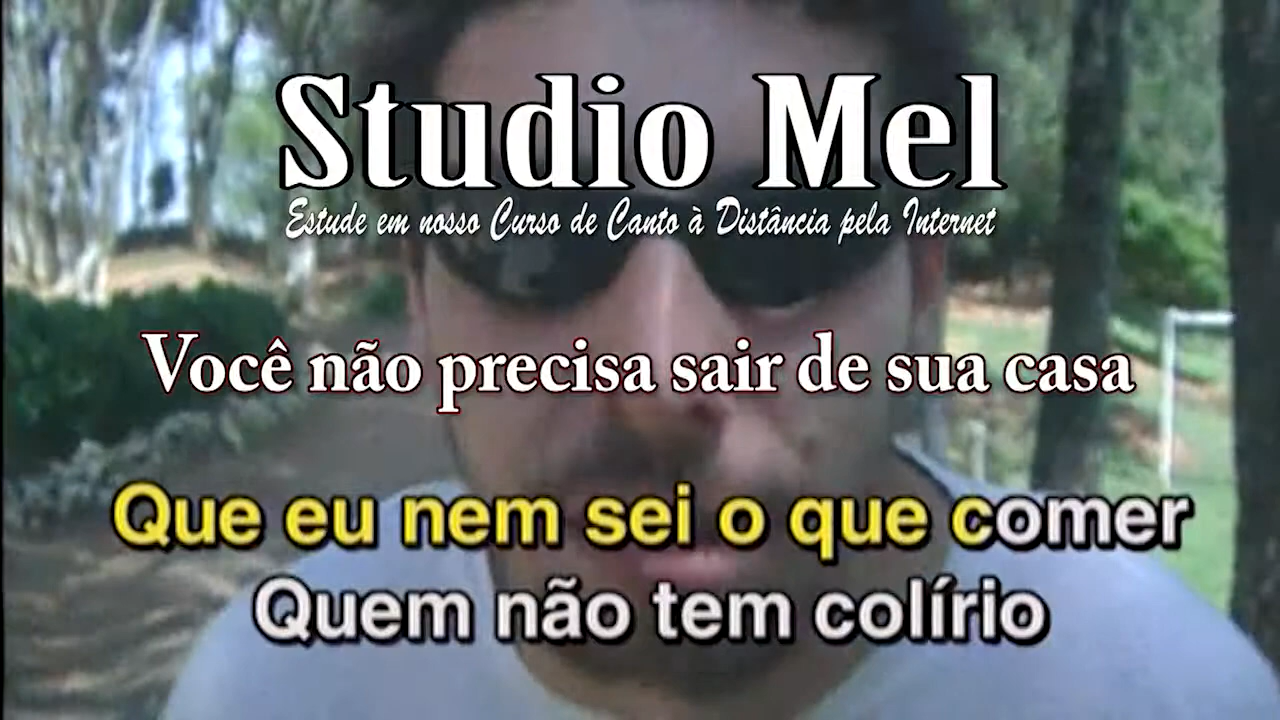 Studio Mel
Estude em nosso Curso de Canto à Distância pela Internet
Você não precisa sair de sua casa
Que eu nem sei o que comer
Quem não tem colírio